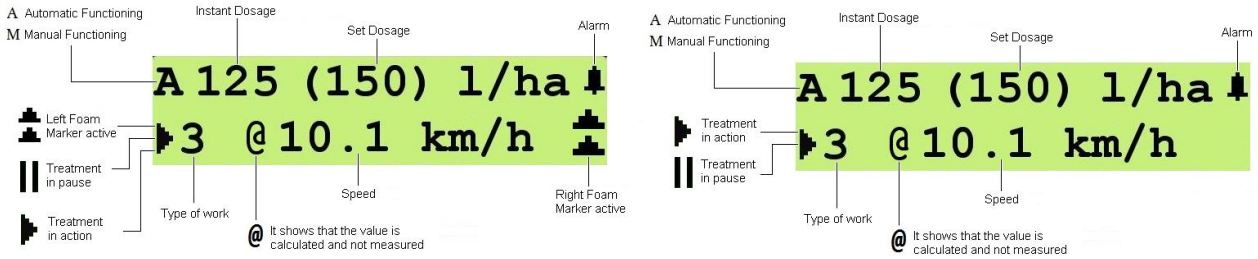 A Automatic Functioning
M Manual Functioning
Instant Dosage
Set Dosage
Alarm
A 125 (150) l/ha
Left Foam
Marker active
3 @ 10.1 km/h
Treatment
in pause
Treatment
in action
Type of work
Speed
Right Foam
Marker active
@ It shows that the value is
calculated and not measured
A Automatic Functioning
M Manual Functioning
Instant Dosage
Set Dosage
Alarm
A 125 (150) l/ha
Treatment
in action
3 @ 10.1 km/h
Treatment
in pause
Type of work
Speed
@ It shows that the value is
calculated and not measured